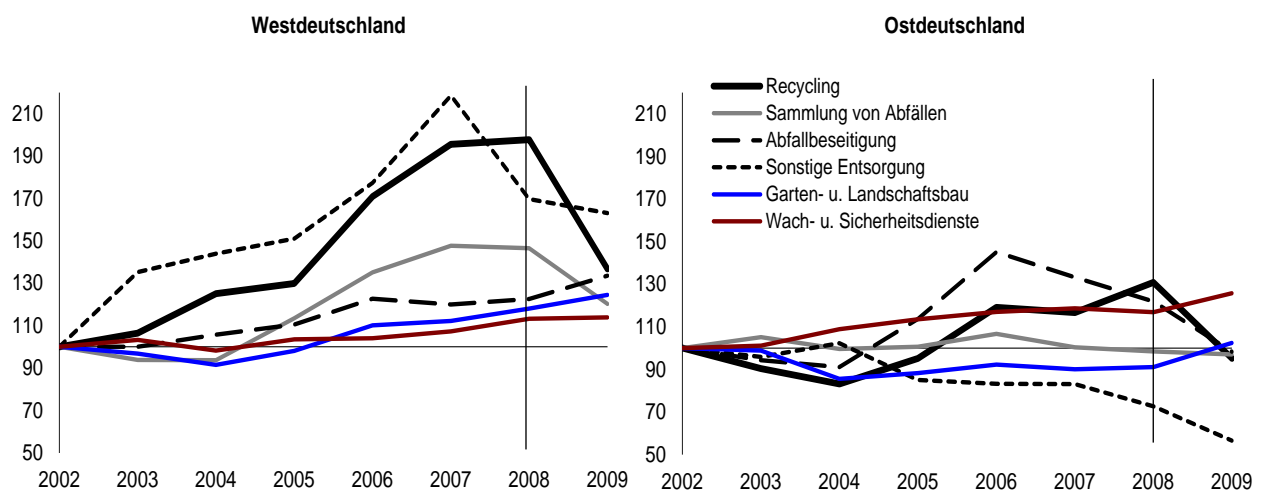 Westdeutschland
210
190
170
150
130
110
90
70
50
2002 2003 2004 2005 2006 2007 2008 2009
Ostdeutschland
Recycling
Sammlung von Abfällen
Abfallbeseitigung
Sonstige Entsorgung
Garten- u. Landschaftsbau
Wach- u. Sicherheitsdienste
210
190
170
150
130
110
90
70
50
2002 2003 2004 2005 2006 2007 2008 2009